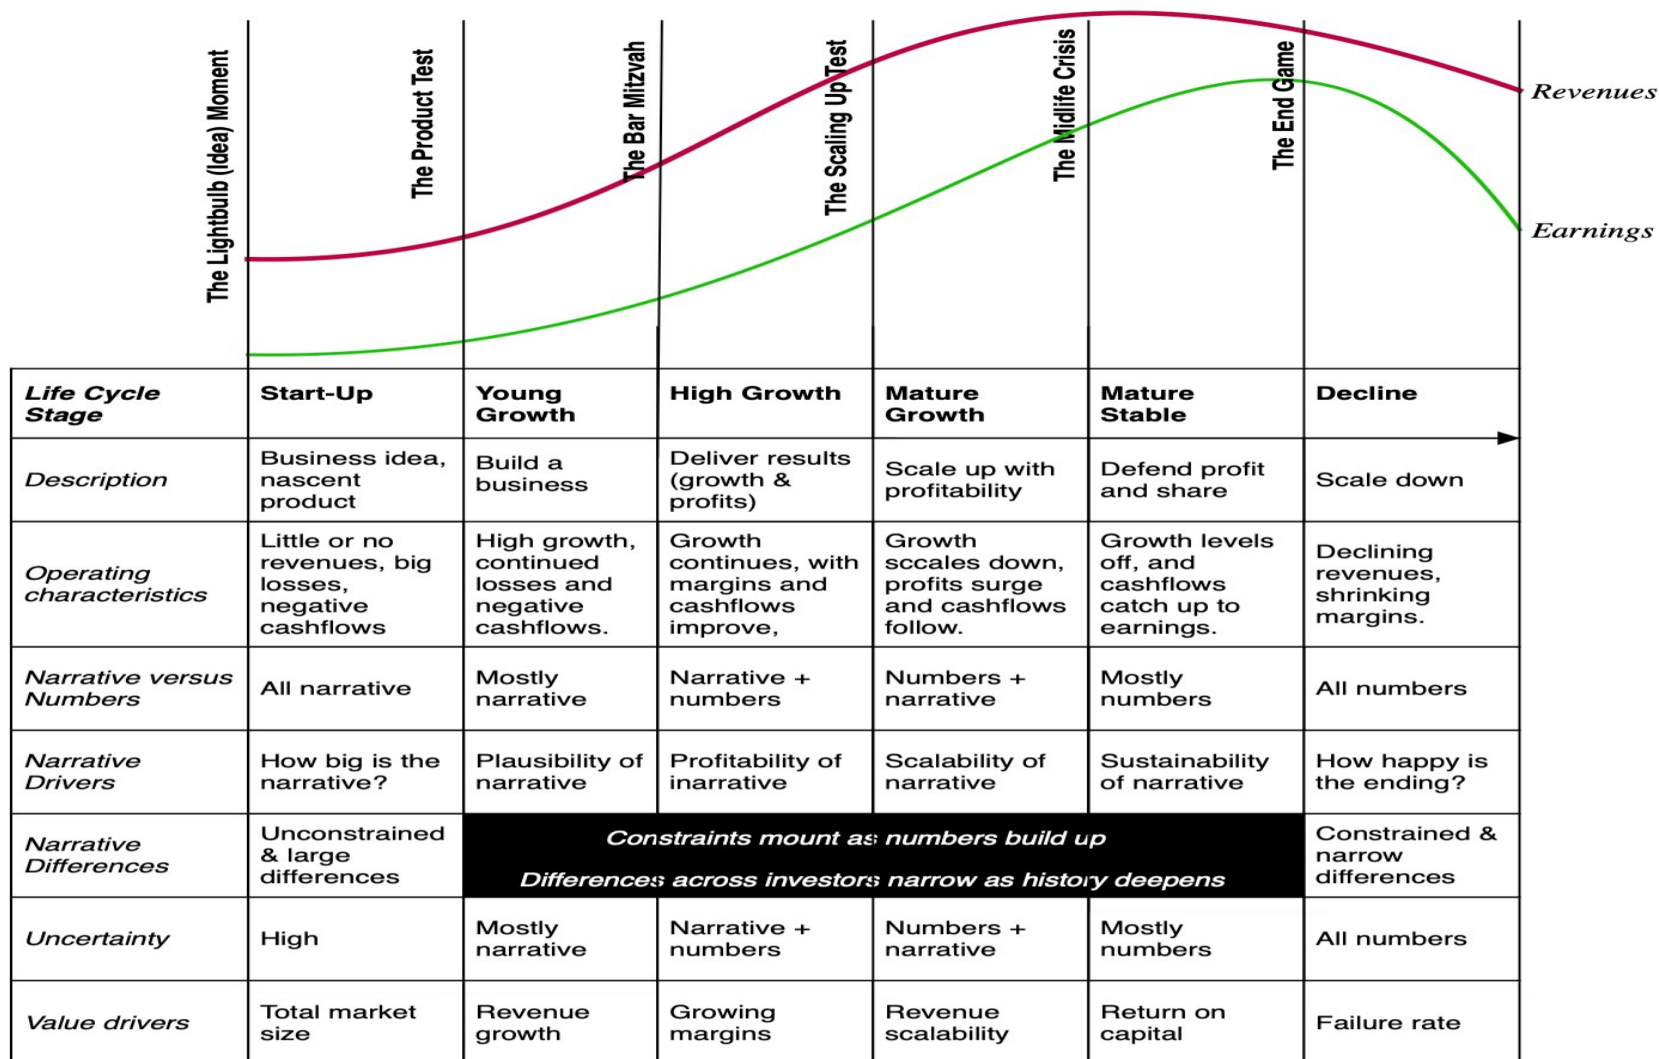 The Lightbulb (Idea) Moment
The Product Test
The Bar Mitzvah
The Scaling Up Test
The Midlife Crisis
The End Game
Revenues
Earnings
Life Cycle
Stage
Start-Up
Young
Growth
High Growth
Mature
Growth
Mature
Stable
Decline
Description
Business idea,
nascent
product
Build a
business
Deliver results
(growth &
profits)
Scale up with
profitability
Defend profit
and share
Scale down
Operating
characteristics
Little or no
revenues, big
losses,
negative
cashflows
High growth,
continued
losses and
negative
cashflows.
Growth
continues, with
margins and
cashflows
improve,
Growth
sccales down,
profits surge
and cashflows
follow.
Growth levels
off, and
cashflows
catch up to
earnings.
Declining
revenues,
shrinking
margins.
Narrative versus
Numbers
All narrative
Mostly
narrative
Narrative +
numbers
Numbers +
narrative
Mostly
numbers
All numbers
Narrative
Drivers
How big is the
narrative?
Plausibility of
narrative
Profitability of
inarrative
Scalability of
narrative
Sustainability
of narrative
How happy is
the ending?
Narrative
Differences
Unconstrained
& large
differences
Constraints mount as numbers build up
Differences across investors narrow as history deepens
Constrained &
narrow
differences
Uncertainty
High
Mostly
narrative
Narrative +
numbers
Numbers +
narrative
Mostly
numbers
All numbers
Value drivers
Total market
size
Revenue
growth
Growing
margins
Revenue
scalability
Return on
capital
Failure rate